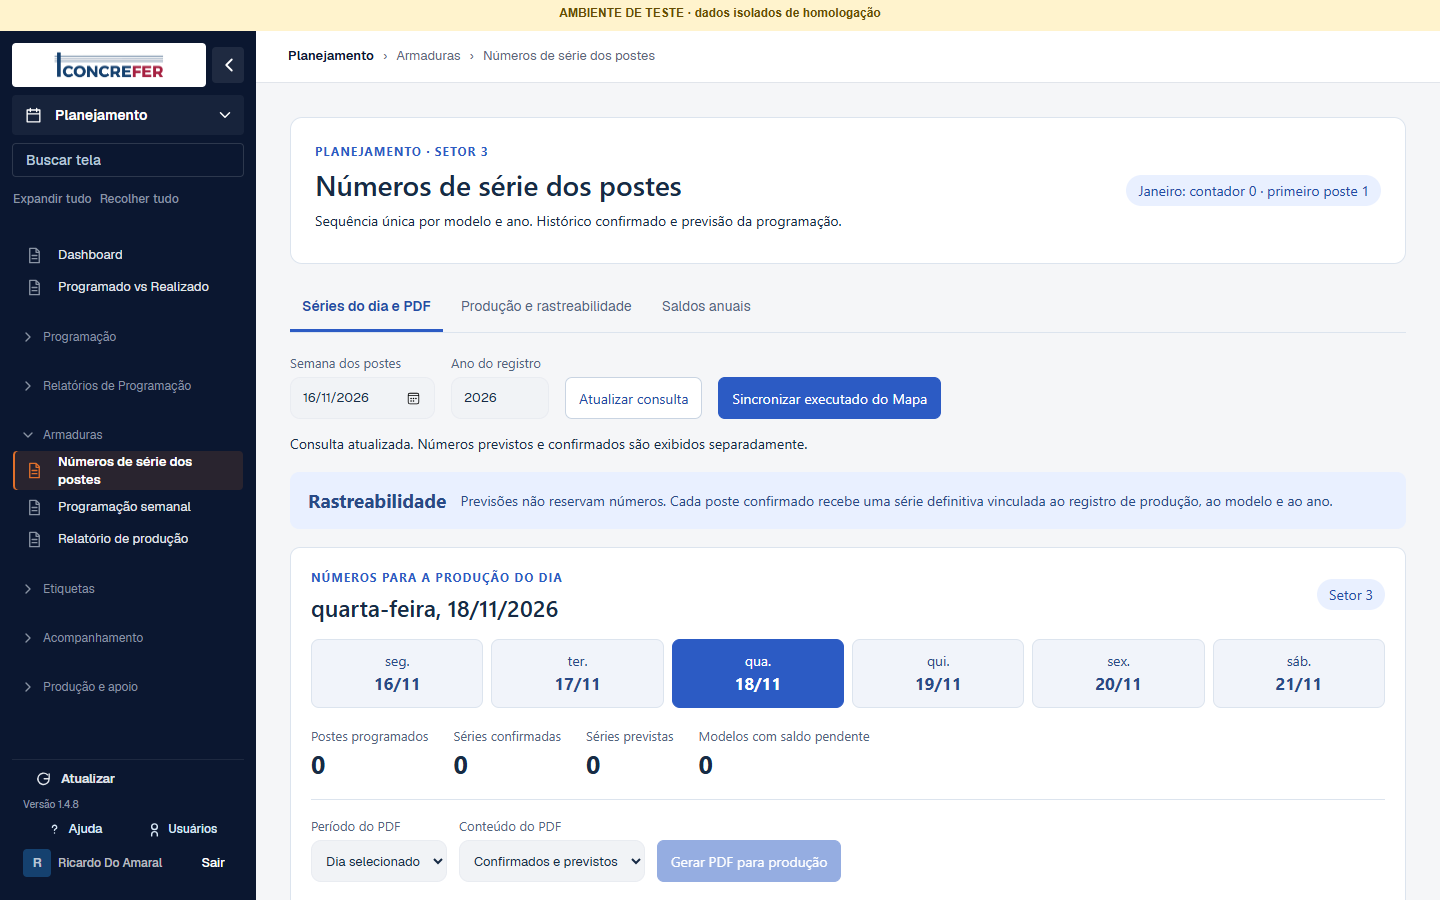 AMBIENTE DE TESTE · dados isolados de homologação
CONCREFER
Planejamento › Armaduras › Números de série dos postes
Planejamento
Buscar tela
Expandir tudo Recolher tudo
Dashboard
Programado vs Realizado
Programação
Relatórios de Programação
Armaduras
Números de série dos
postes
Programação semanal
Relatório de produção
Etiquetas
Acompanhamento
Produção e apoio
Atualizar
Versão 1.4.8
? Ajuda
Usuários
R Ricardo Do Amaral
Sair
PLANEJAMENTO · SETOR 3
Números de série dos postes
Sequência única por modelo e ano. Histórico confirmado e previsão da programação.
Janeiro: contador 0 · primeiro poste 1
Séries do dia e PDF
Produção e rastreabilidade
Saldos anuais
Semana dos postes
Ano do registro
16/11/2026
2026
Atualizar consulta
Sincronizar executado do Mapa
Consulta atualizada. Números previstos e confirmados são exibidos separadamente.
Rastreabilidade Previsões não reservam números. Cada poste confirmado recebe uma série definitiva vinculada ao registro de produção, ao modelo e ao ano.
NÚMEROS PARA A PRODUÇÃO DO DIA
quarta-feira, 18/11/2026
Setor 3
seg.
16/11
ter.
17/11
qua.
18/11
qui.
19/11
sex.
20/11
sáb.
21/11
Postes programados
0
Séries confirmadas
0
Séries previstas
0
Modelos com saldo pendente
0
Período do PDF
Conteúdo do PDF
Dia selecionado
Confirmados e previstos
Gerar PDF para produção